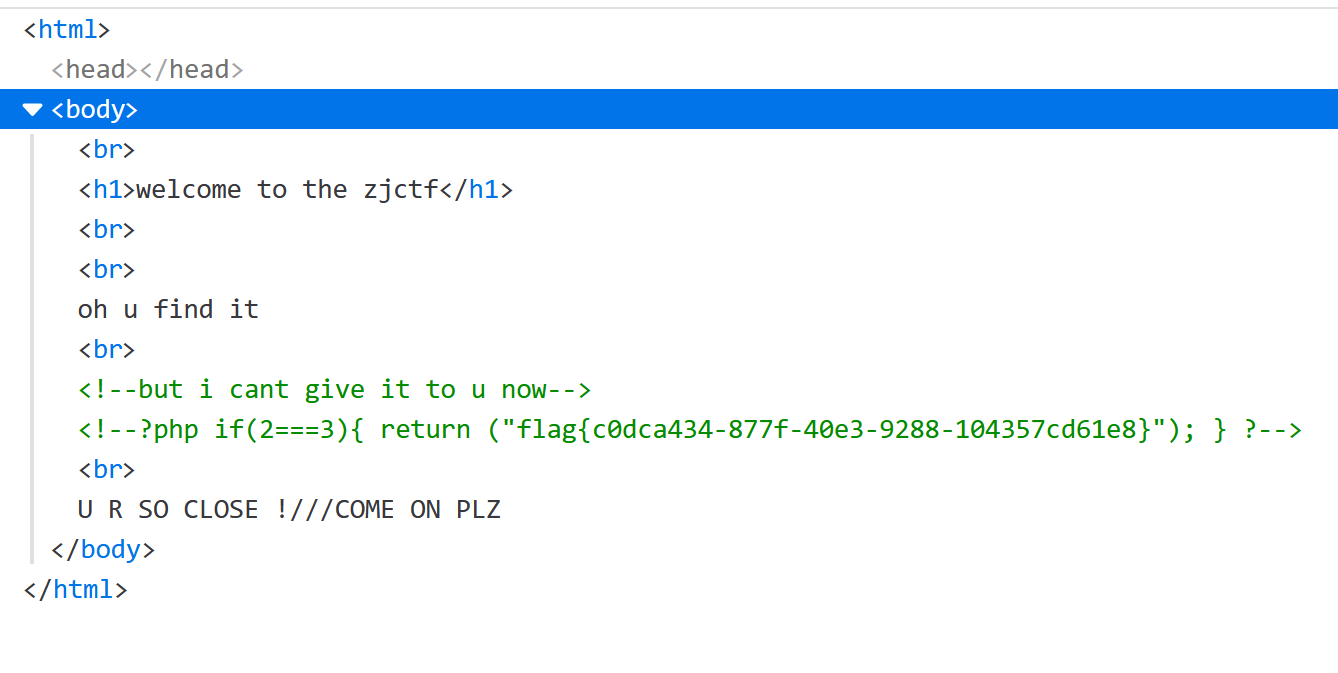 <html>
<head></head>
<body>
<br>
<h1>welcome to the zjctf</h1>
<br>
<br>
oh u find it
<br>
<!--but i cant give it to u now-->
<!--?php if(2===3){ return ("flag{c0dca434-877f-40e3-9288-104357cd61e8}"); } ?-->
<br>
U R SO CLOSE !///COME ON PLZ
</body>
</html>